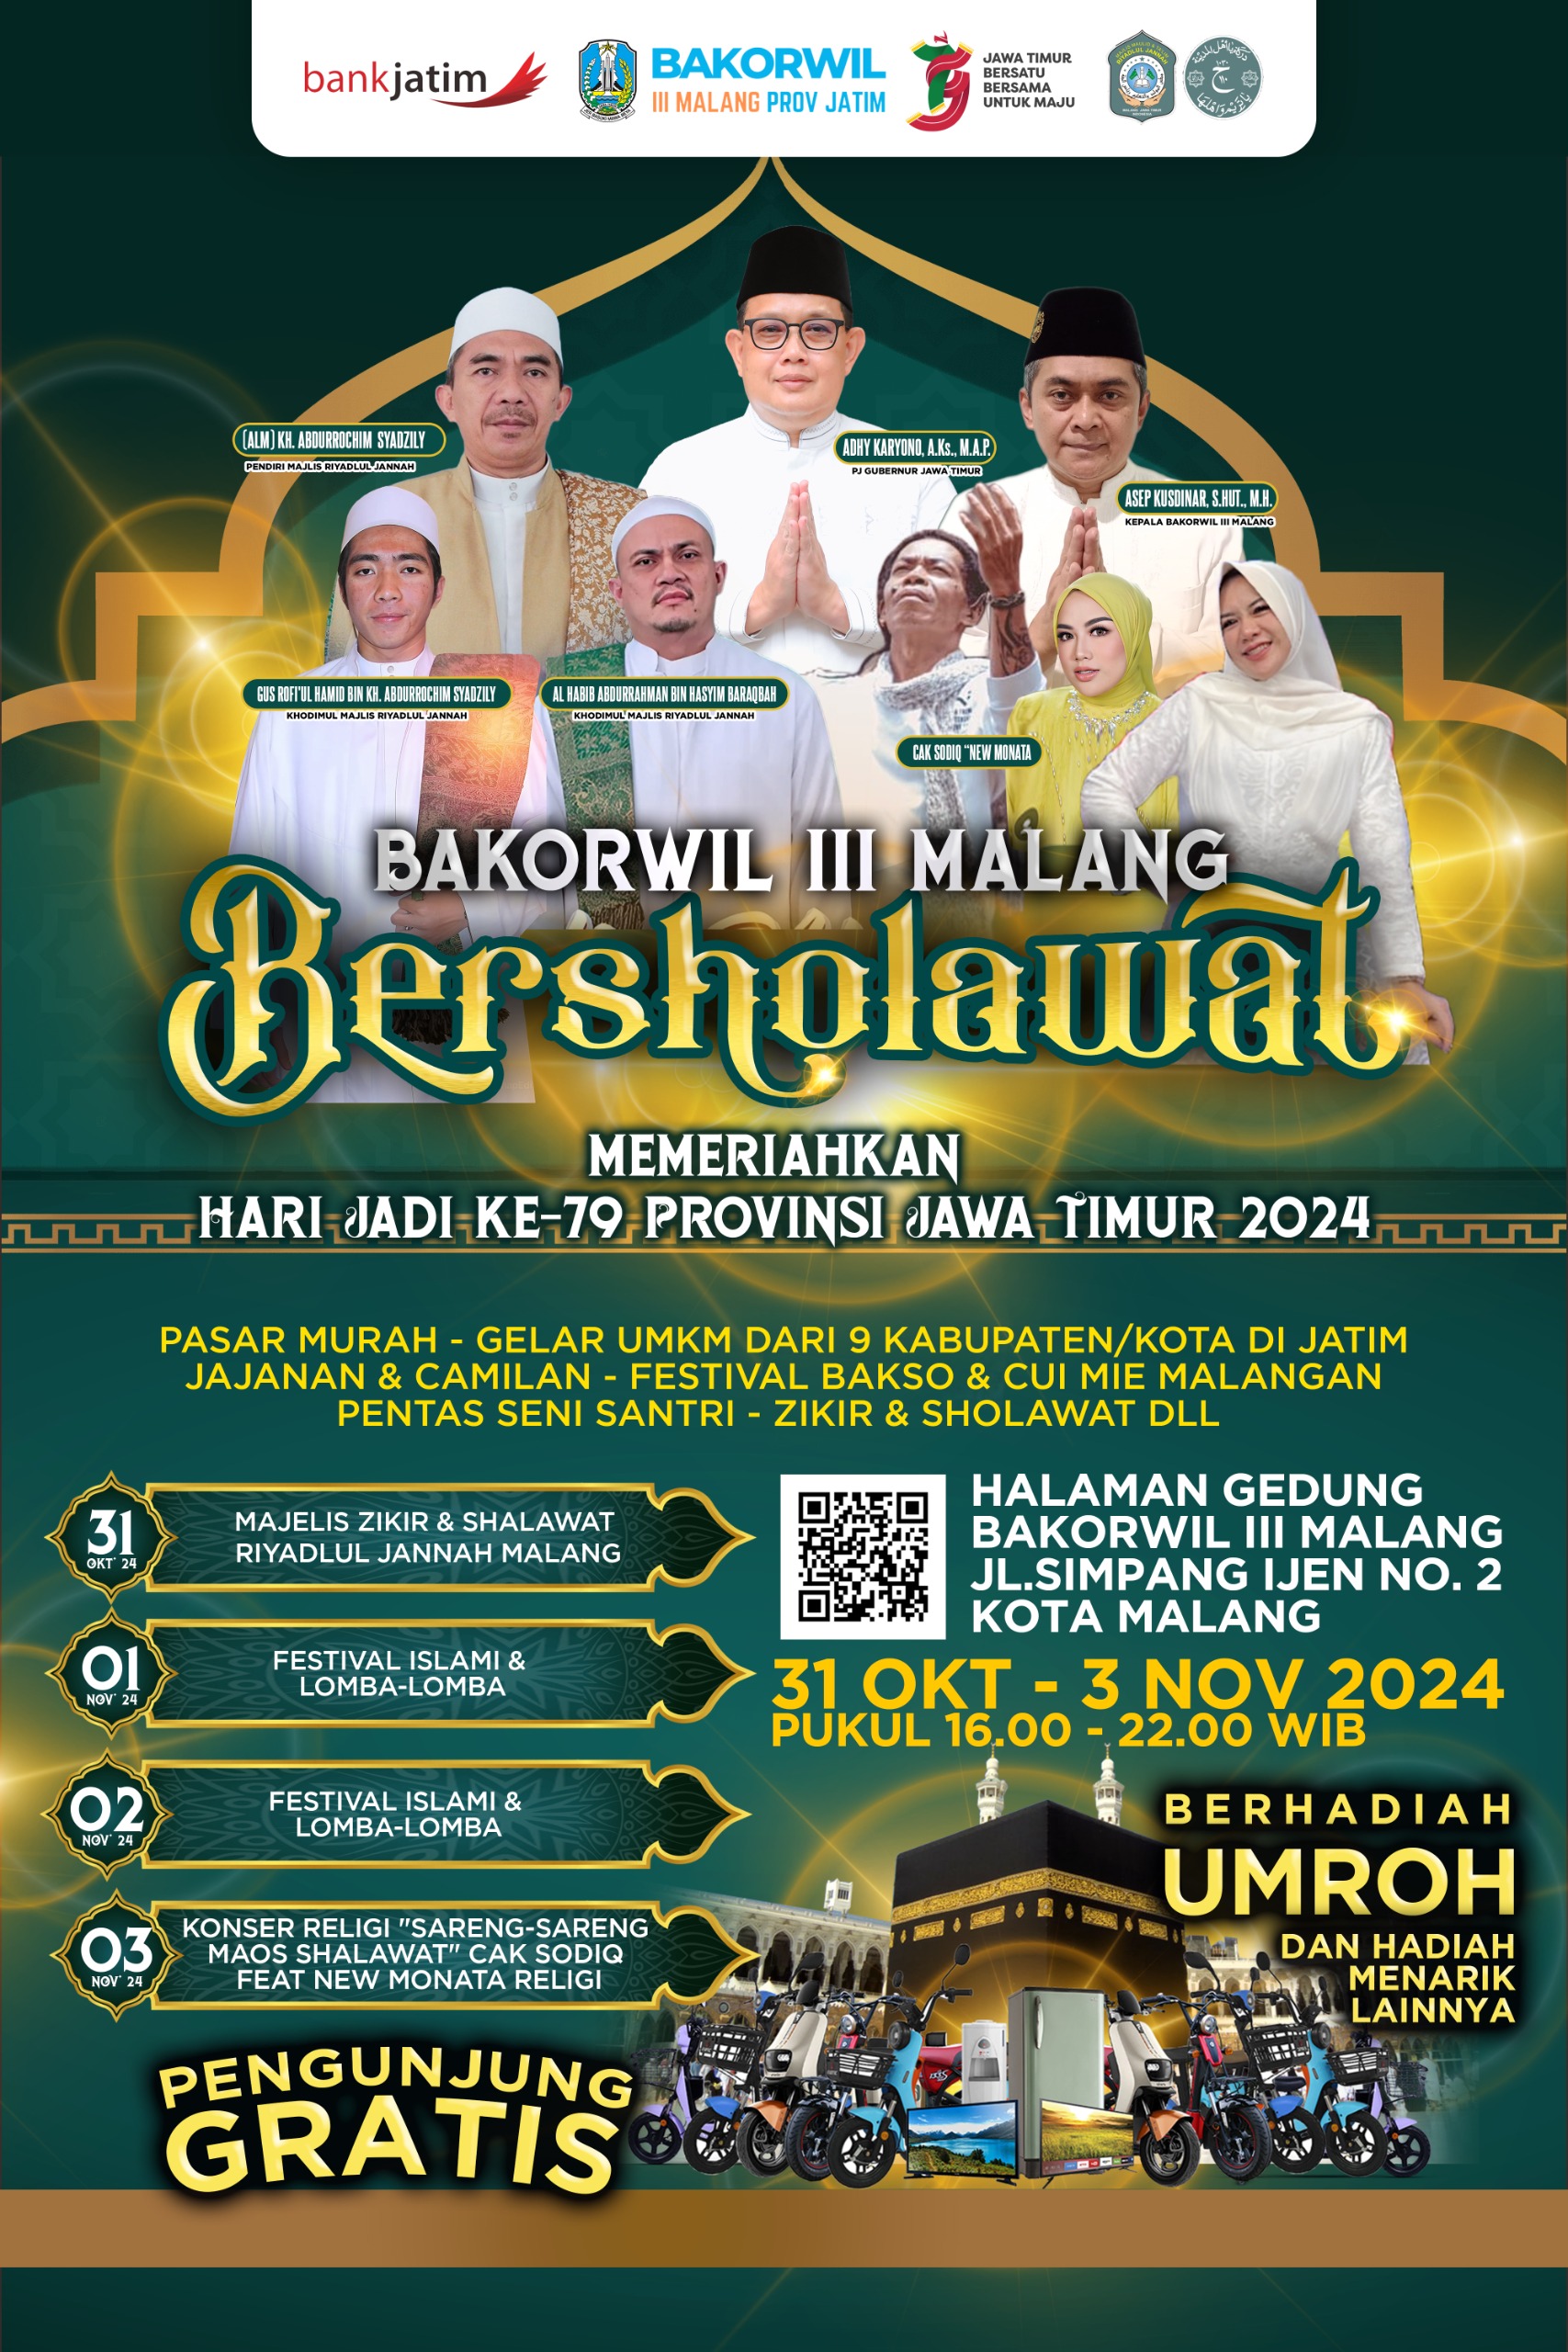 bankjatim
BAKORWIL
III MALANG PROV JATIM
JAWA TIMUR
BERSATU
BERSAMA
UNTUK MAJU
(ALM) KH. ABDURROCHIM SYADZILY
PENDIRI MAJLIS RIYADLUL JANNAH
ADHY KARYONO, A.Ks., M.A.P.
PJ GUBERNUR JAWA TIMUR
ASEP KUSDINAR, S.HUT., M.H.
KEPALA BAKORWIL III MALANG
GUS ROFI'UL HAMID BIN KH. ABDURROCHIM SYADZILY
KHODIMUL MAJLIS RIYADLUL JANNAH
AL HABIB ABDURRAHMAN BIN HASYIM BARAQBAH
KHODIMUL MAJLIS RIYADLUL JANNAH
CAK SODIQ "NEW MONATA
BAKORWIL III MALANG
Bersholawat
MEMERIAHKAN
HARI JADI KE-79 PROVINSI JAWA TIMUR 2024
PASAR MURAH - GELAR UMKM DARI 9 KABUPATEN/KOTA DI JATIM
JAJANAN & CAMILAN - FESTIVAL BAKSO & CUI MIE MALANGAN
PENTAS SENI SANTRI - ZIKIR & SHOLAWAT DLL
31
OKT' 24
MAJELIS ZIKIR & SHALAWAT
RIYADLUL JANNAH MALANG
01
NOV' 24
FESTIVAL ISLAMI &
LOMBA-LOMBA
02
NOV' 24
FESTIVAL ISLAMI &
LOMBA-LOMBA
03
NOV' 24
KONSER RELIGI "SARENG-SARENG
MAOS SHALAWAT" CAK SODIQ
FEAT NEW MONATA RELIGI
HALAMAN GEDUNG
BAKORWIL III MALANG
JL.SIMPANG IJEN NO. 2
KOTA MALANG
31 OKT - 3 NOV 2024
PUKUL 16.00 - 22.00 WIB
BERHADIAH
UMROH
DAN HADIAH
MENARIK
LAINNYA
PENGUNJUNG
GRATIS